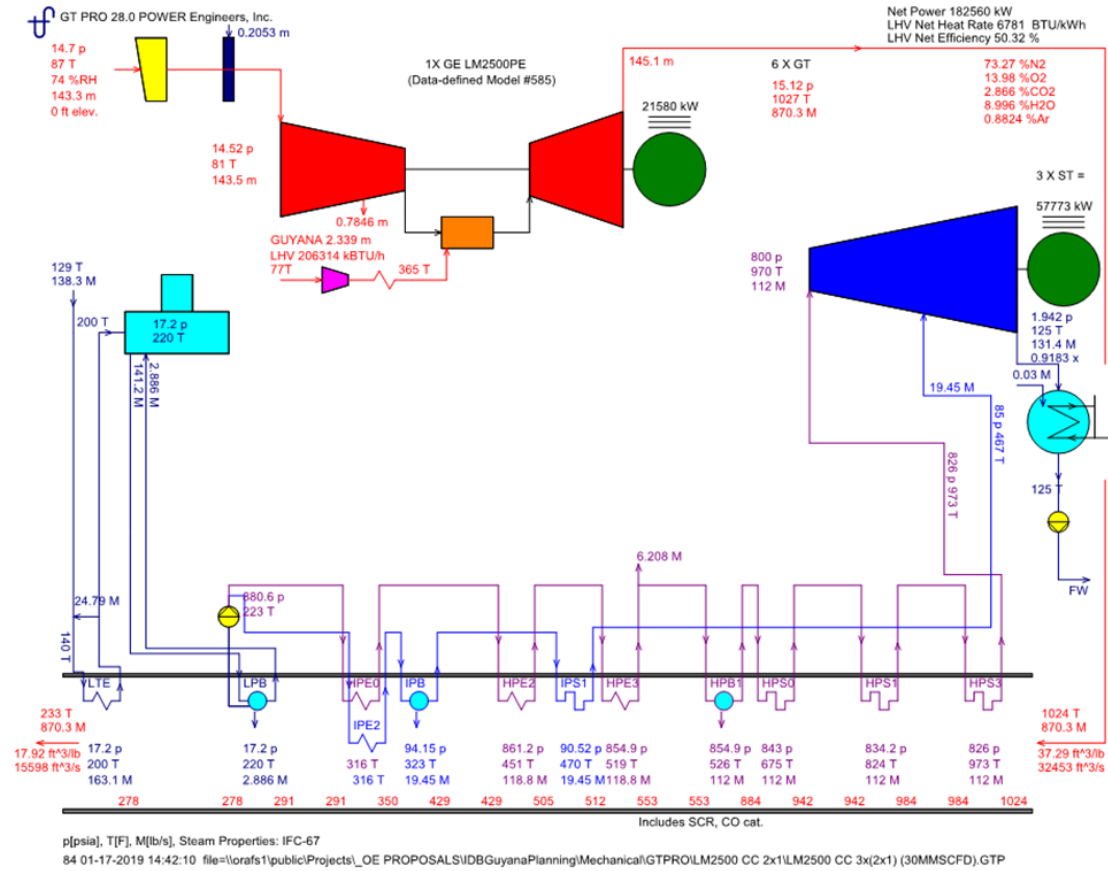 GT PRO 28.0 POWER Engineers, Inc.
Net Power 182560 kW
LHV Net Heat Rate 6781 BTU/kWh
LHV Net Efficiency 50.32 %
0.2053 m
14.7 p
87 T
74 %RH
143.3 m
0 ft elev.
1X GE LM2500PE
(Data-defined Model #585)
145.1 m
6 X GT
15.12 p
1027 T
870.3 M
73.27 %N2
13.98 %O2
2.866 %CO2
8.996 %H2O
0.8824 %Ar
21580 kW
14.52 p
81 T
143.5 m
0.7846 m
GUYANA 2.339 m
LHV 206314 kBTU/h
77T
365 T
3 X ST =
57773 kW
800 p
970 T
112 M
129 T
138.3 M
200 T
17.2 p
220 T
141.2 M
2.886 M
1.942 p
125 T
131.4 M
0.9183 x
0.03 M
19.45 M
85 p 467 T
826 p 973 T
125 T
FW
6.208 M
24.79 M
140 T
880.6 p
223 T
LTE
LPB
HPE0
IPB
HPE2
IPS1
HPE3
HPB1
HPS0
HPS1
HPS3
IPE2
233 T
870.3 M
17.92 ft^3/lb
15598 ft^3/s
17.2 p
200 T
163.1 M
17.2 p
220 T
2.886 M
316 T
316 T
94.15 p
323 T
19.45 M
861.2 p
451 T
118.8 M
90.52 p
470 T
19.45 M
854.9 p
519 T
118.8 M
854.9 p
526 T
112 M
843 p
675 T
112 M
834.2 p
824 T
112 M
826 p
973 T
112 M
1024 T
870.3 M
37.29 ft^3/lb
32453 ft^3/s
278 278 291 291 350 429 429 505 512 553 553 884 942 942 984 984 1024
Includes SCR, CO cat.
p[psia], T[F], M[lb/s], Steam Properties: IFC-67
84 01-17-2019 14:42:10 file=\\orafs1\public\Projects\_OE PROPOSALS\IDBGuyanaPlanning\Mechanical\GTPRO\LM2500 CC 2x1\LM2500 CC 3x(2x1) (30MMSCFD).GTP